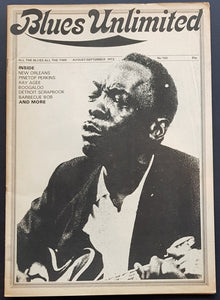 Blues Unlimited
ALL THE BLUES ALL THE TIME AUGUST/SEPTEMBER 1973
INSIDE
NEW ORLEANS
PINETOP PERKINS
RAY AGEE
BOOGALOO
DETROIT SCRAPBOOK
BARBECUE BOB
AND MORE